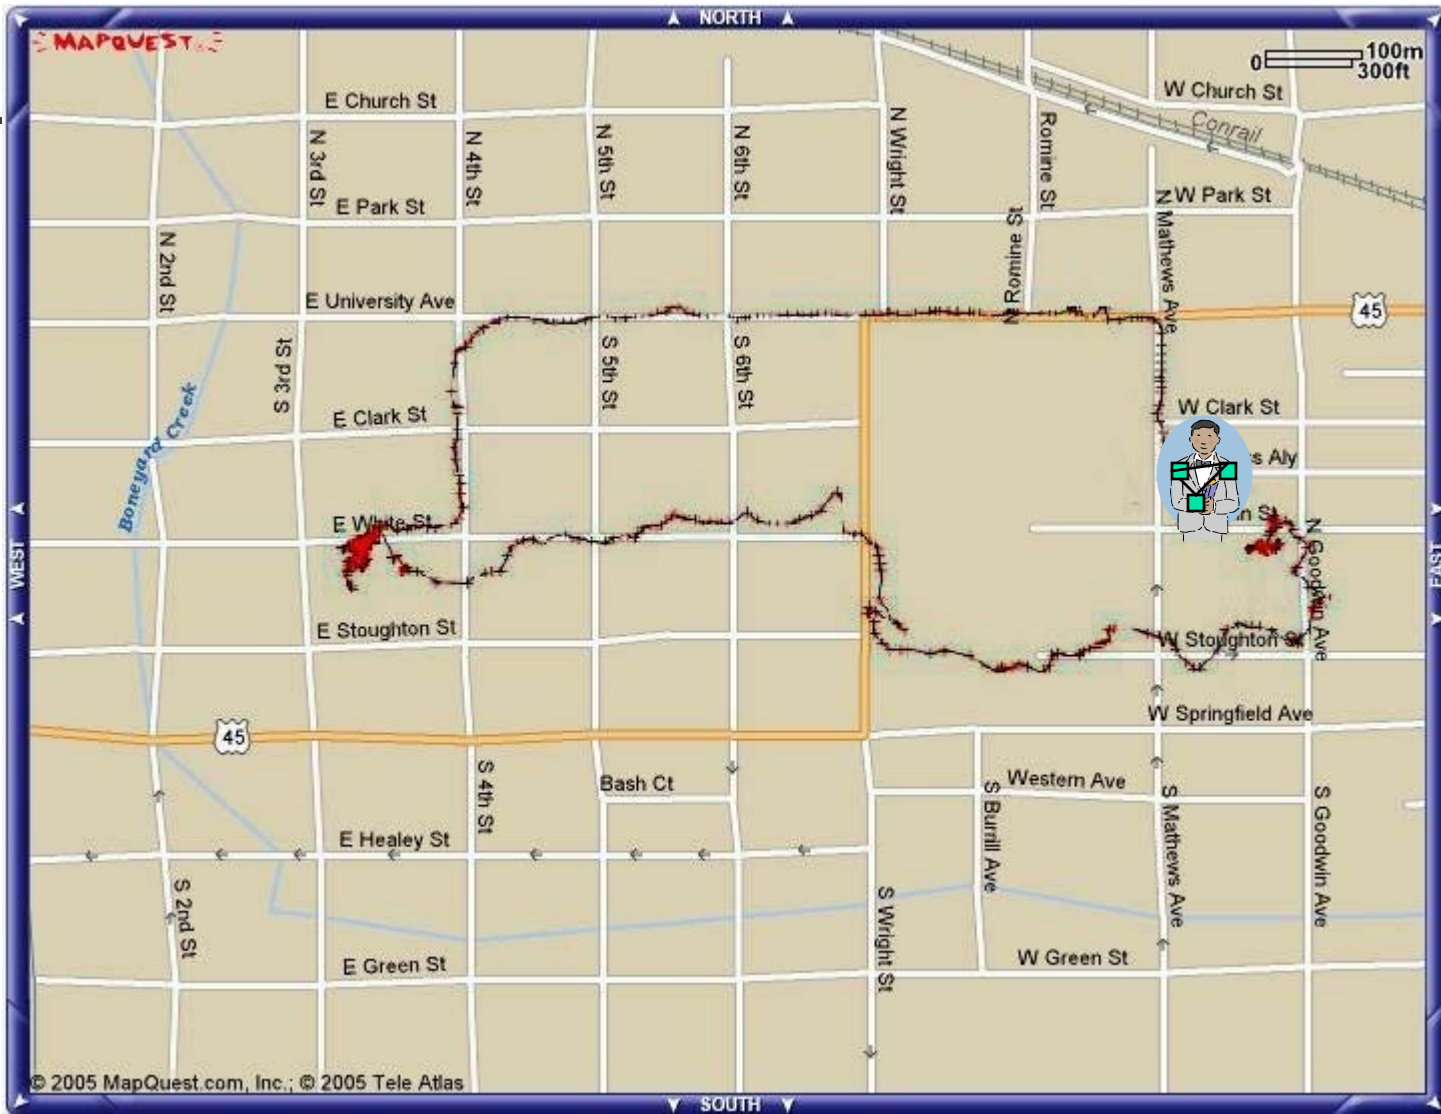 NORTH
MAPQUEST
100m
0
300ft
E Church St
W Church St
Conrail
N 3rd St
N 4th St
N 5th St
N 6th St
N Wright St
Romine St
E Park St
W Park St
N 2nd St
N Romine St
N Mathews Ave
E University Ave
45
S 3rd St
S 5th St
S 6th St
E Clark St
W Clark St
Boneyard Creek
s Aly
E White St
n St
N Goodwin Ave
WEST
EAST
E Stoughton St
W Stoughton St
W Springfield Ave
45
S 4th St
Bash Ct
Western Ave
S Burrill Ave
S Mathews Ave
S Goodwin Ave
E Healey St
S 2nd St
S Wright St
E Green St
W Green St
© 2005 MapQuest.com, Inc.; © 2005 Tele Atlas
SOUTH